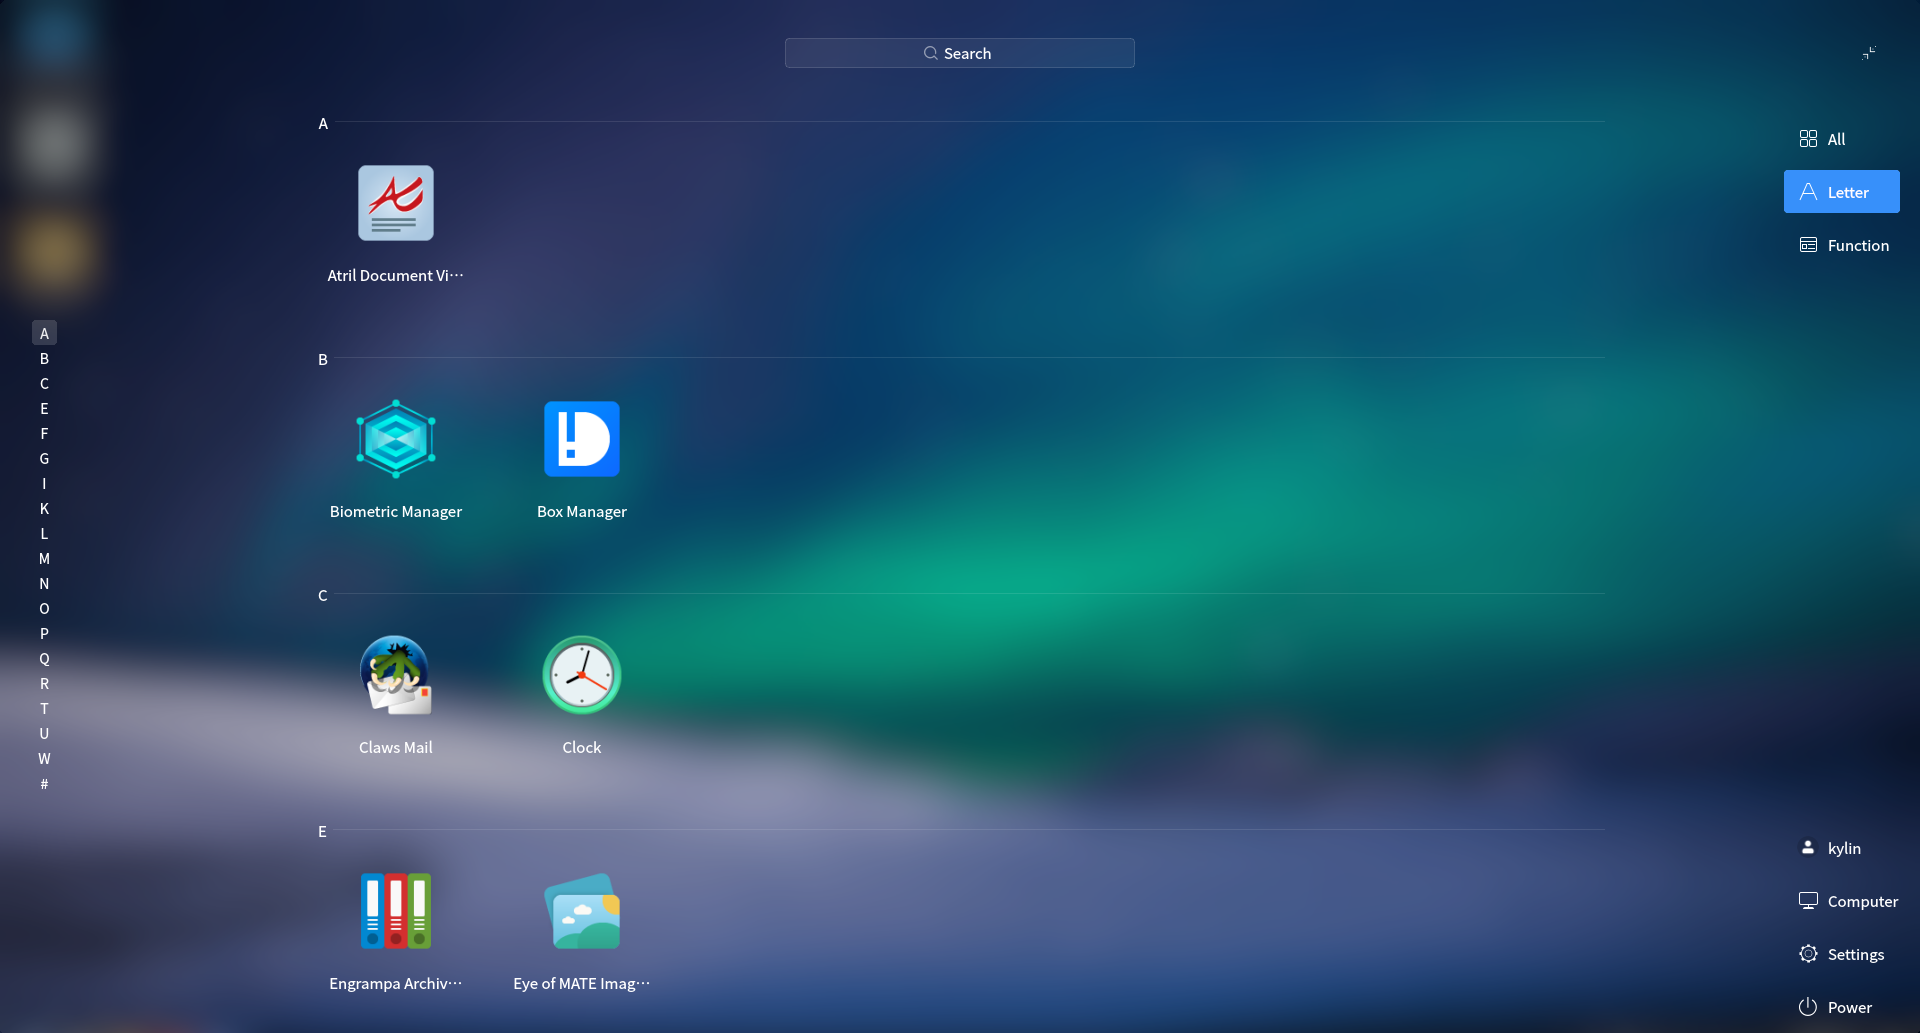 Search
A
Atril Document Vi···
B
Biometric Manager
Box Manager
C
Claws Mail
Clock
E
Engrampa Archiv···
Eye of MATE Imag···
A
B
C
E
F
G
I
K
L
M
N
O
P
Q
R
T
U
W
#
All
Letter
Function
kylin
Computer
Settings
Power